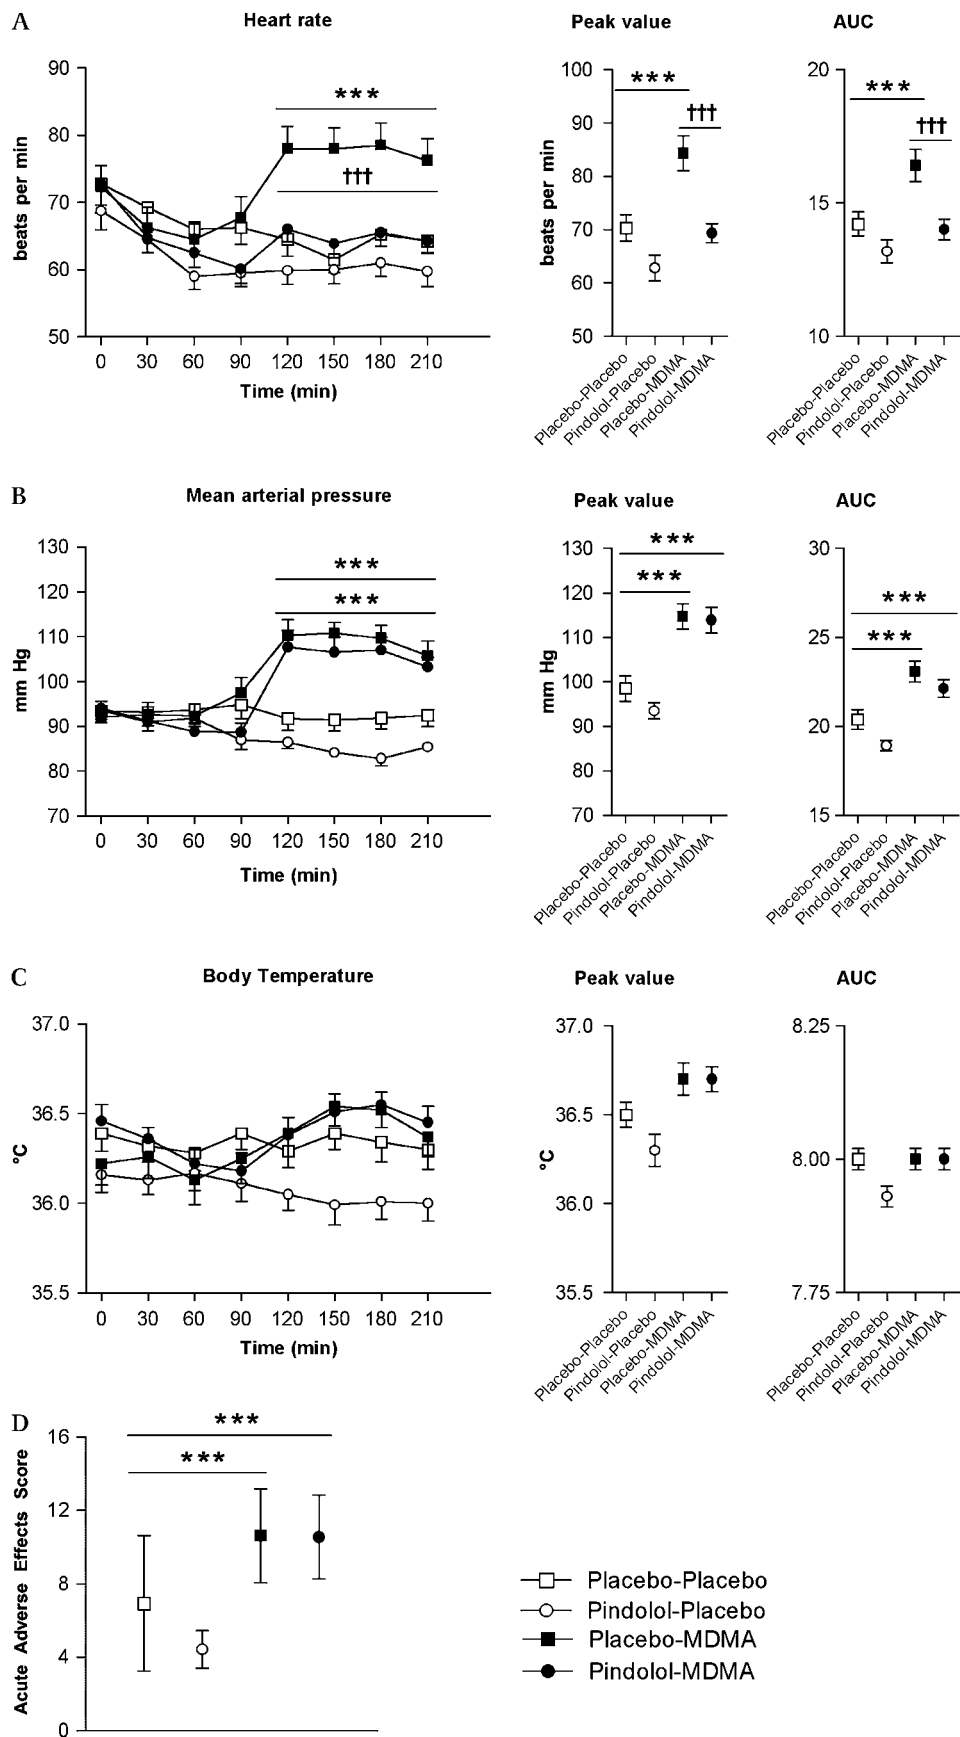 A
Heart rate
Peak value
AUC
beats per min
90
80
70
60
50
***
†††
0 30 60 90 120 150 180 210
Time (min)
beats per min
100
90
80
70
60
50
***
†††
Placebo-Placebo
Pindolol-Placebo
Placebo-MDMA
Pindolol-MDMA
20
15
10
***
†††
Placebo-Placebo
Pindolol-Placebo
Placebo-MDMA
Pindolol-MDMA
B
Mean arterial pressure
Peak value
AUC
mm Hg
130
120
110
100
90
80
70
***
***
0 30 60 90 120 150 180 210
Time (min)
mm Hg
130
120
110
100
90
80
70
***
***
Placebo-Placebo
Pindolol-Placebo
Placebo-MDMA
Pindolol-MDMA
30
25
20
15
***
***
Placebo-Placebo
Pindolol-Placebo
Placebo-MDMA
Pindolol-MDMA
C
Body Temperature
Peak value
AUC
°C
37.0
36.5
36.0
35.5
0 30 60 90 120 150 180 210
Time (min)
°C
37.0
36.5
36.0
35.5
Placebo-Placebo
Pindolol-Placebo
Placebo-MDMA
Pindolol-MDMA
8.25
8.00
7.75
Placebo-Placebo
Pindolol-Placebo
Placebo-MDMA
Pindolol-MDMA
D
Acute Adverse Effects Score
16
12
8
4
0
***
***
Placebo-Placebo
Pindolol-Placebo
Placebo-MDMA
Pindolol-MDMA